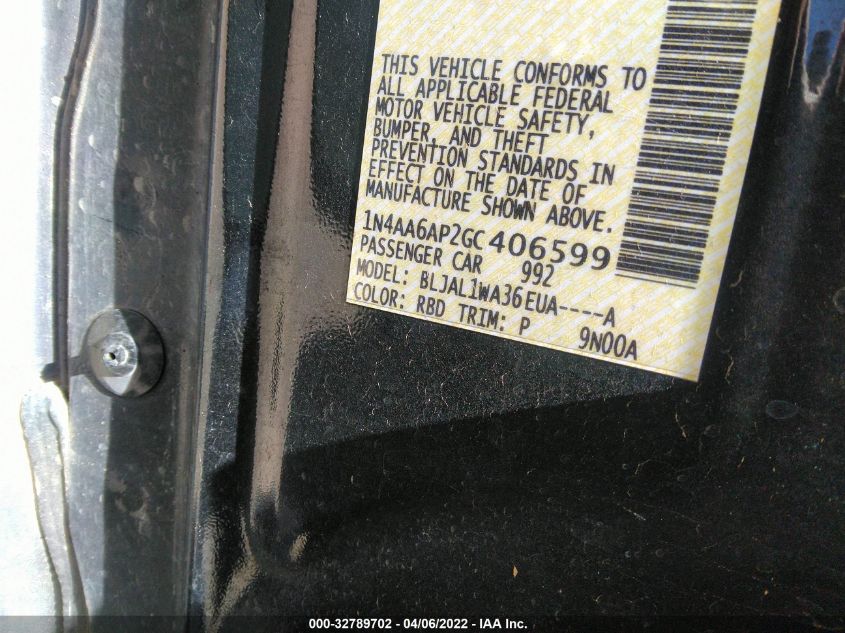 THIS VEHICLE CONFORMS TO
ALL APPLICABLE FEDERAL
MOTOR VEHICLE SAFETY,
BUMPER, AND THEFT
PREVENTION STANDARDS IN
EFFECT ON THE DATE OF
MANUFACTURE SHOWN ABOVE.
1N4AA6AP2GC406599
PASSENGER CAR 992
MODEL: BLJAL1WA36EUA----A
COLOR: RBD TRIM: P 9N00A
000-32789702 - 04/06/2022 - IAA Inc.